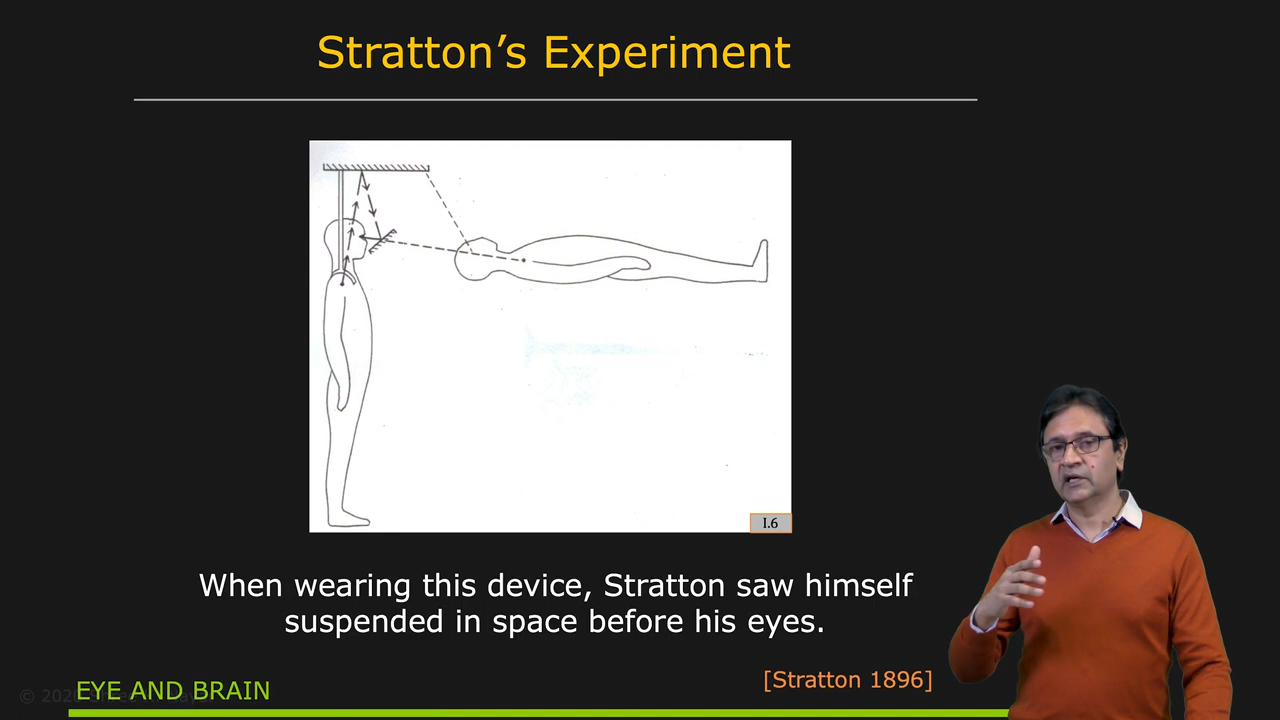 Stratton’s Experiment
I.6
When wearing this device, Stratton saw himself
suspended in space before his eyes.
[Stratton 1896]
EYE AND BRAIN